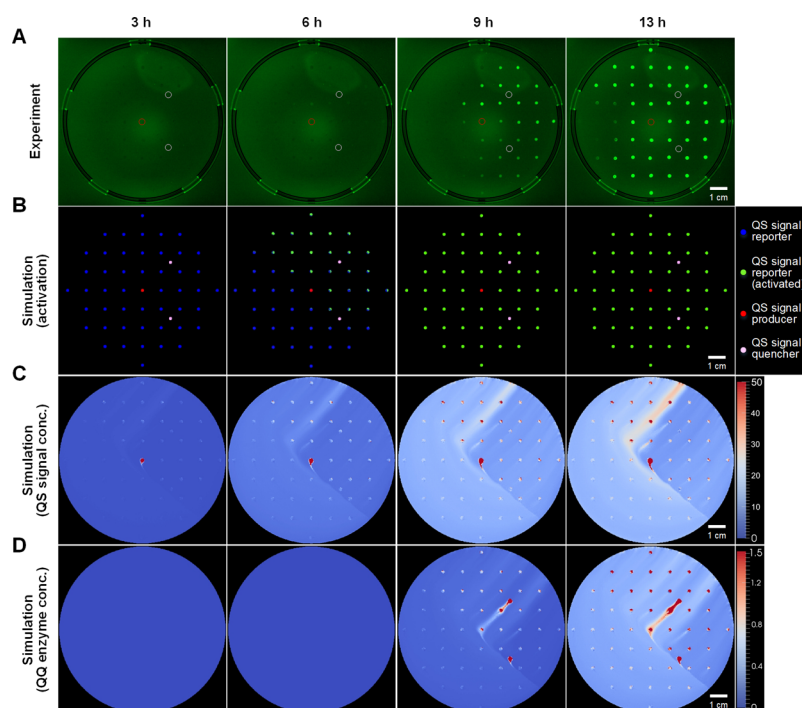 3 h 6 h 9 h 13 h
A
Experiment
1 cm
B
Simulation
(activation)
QS signal
reporter
QS signal
reporter
(activated)
QS signal
producer
QS signal
quencher
1 cm
C
Simulation
(QS signal conc.)
50
40
30
20
10
0
1 cm
D
Simulation
(QQ enzyme conc.)
1.5
1.2
0.8
0.4
0
1 cm